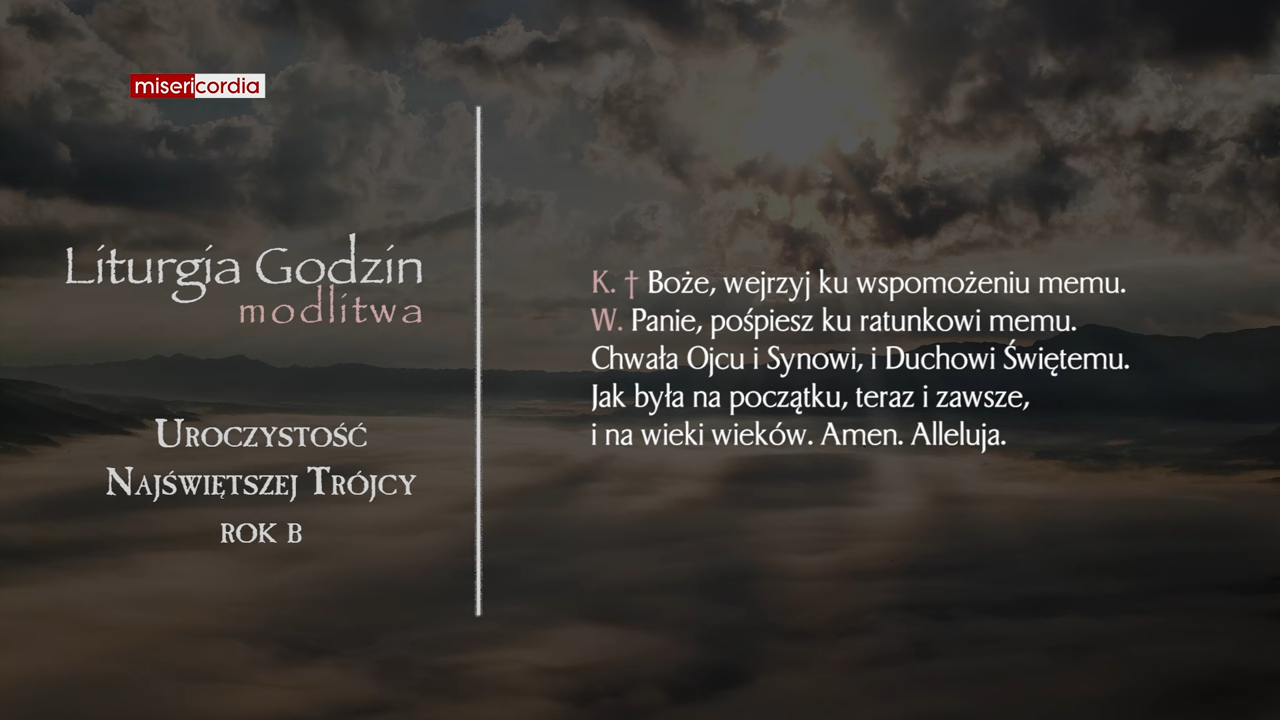 misericordia
Liturgia Godzin
modlitwa
Uroczystość
Najświętszej Trójcy
rok B
K. † Boże, wejrzyj ku wspomożeniu memu.
W. Panie, pośpiesz ku ratunkowi memu.
Chwała Ojcu i Synowi, i Duchowi Świętemu.
Jak była na początku, teraz i zawsze,
i na wieki wieków. Amen. Alleluja.